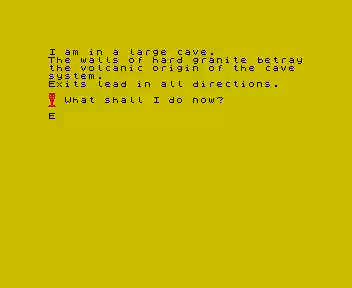 I am in a large cave.
The walls of hard granite betray
the volcanic origin of the cave
system.
Exits lead in all directions.
What shall I do now?
E